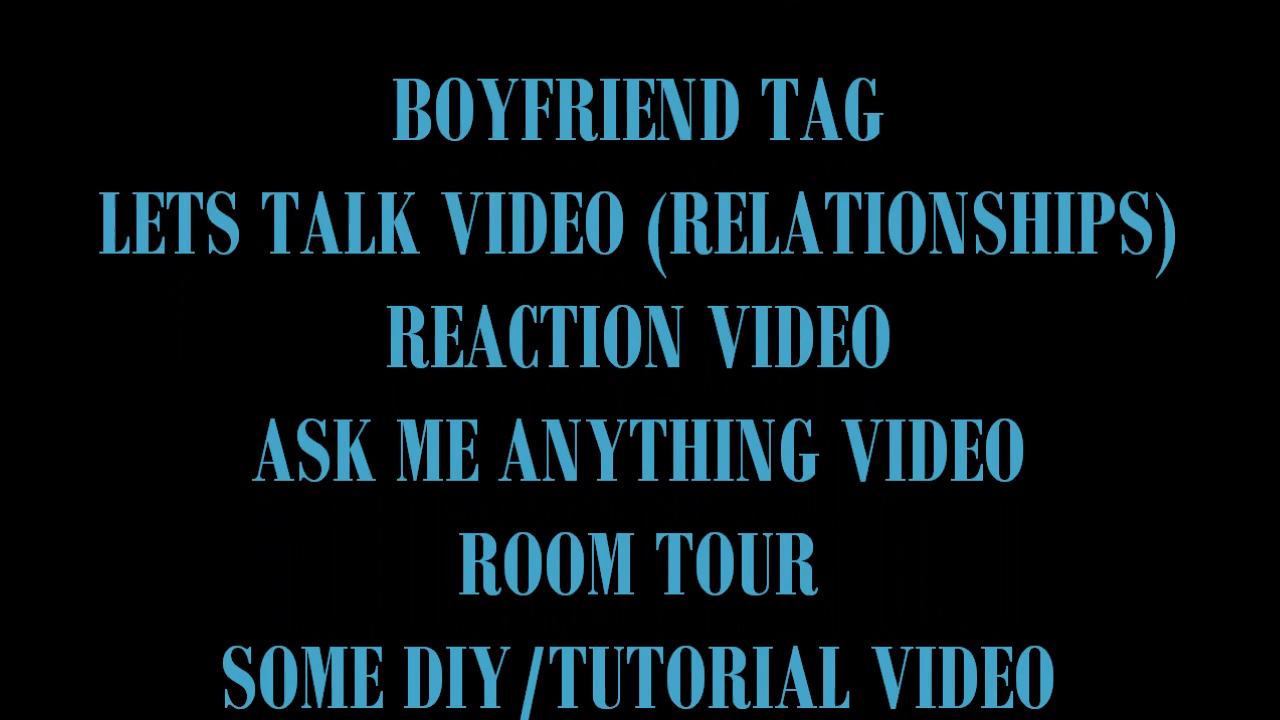 BOYFRIEND TAG
LETS TALK VIDEO (RELATIONSHIPS)
REACTION VIDEO
ASK ME ANYTHING VIDEO
ROOM TOUR
SOME DIY/TUTORIAL VIDEO